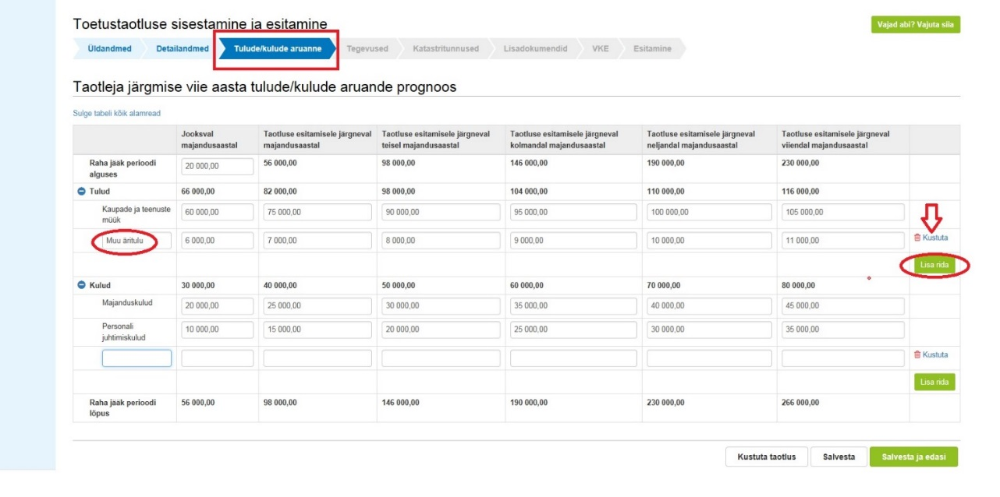 Toetustaotluse sisestamine ja esitamine
Vajad abi? Vajuta siia
Üldandmed Detailandmed Tulude/kulude aruanne Tegevused Katastritunnused Lisadokumendid VKE Esitamine
Taotleja järgmise viie aasta tulude/kulude aruande prognoos
Sulge tabeli kõik alamread
Jooksval majandusaastal Taotluse esitamisele järgneval majandusaastal Taotluse esitamisele järgneval teisel majandusaastal Taotluse esitamisele järgneval kolmandal majandusaastal Taotluse esitamisele järgneval neljandal majandusaastal Taotluse esitamisele järgneval viiendal majandusaastal
Raha jääk perioodi alguses 20 000,00 56 000,00 98 000,00 146 000,00 190 000,00 230 000,00
Tulud 66 000,00 82 000,00 98 000,00 104 000,00 110 000,00 116 000,00
Kaupade ja teenuste müük 60 000,00 75 000,00 90 000,00 95 000,00 100 000,00 105 000,00
Muu äritulu 6 000,00 7 000,00 8 000,00 9 000,00 10 000,00 11 000,00 Kustuta
Lisa rida
Kulud 30 000,00 40 000,00 50 000,00 60 000,00 70 000,00 80 000,00
Majanduskulud 20 000,00 25 000,00 30 000,00 35 000,00 40 000,00 45 000,00
Personali juhtimiskulud 10 000,00 15 000,00 20 000,00 25 000,00 30 000,00 35 000,00
Kustuta
Lisa rida
Raha jääk perioodi lõpus 56 000,00 98 000,00 146 000,00 190 000,00 230 000,00 266 000,00
Kustuta taotlus Salvesta Salvesta ja edasi